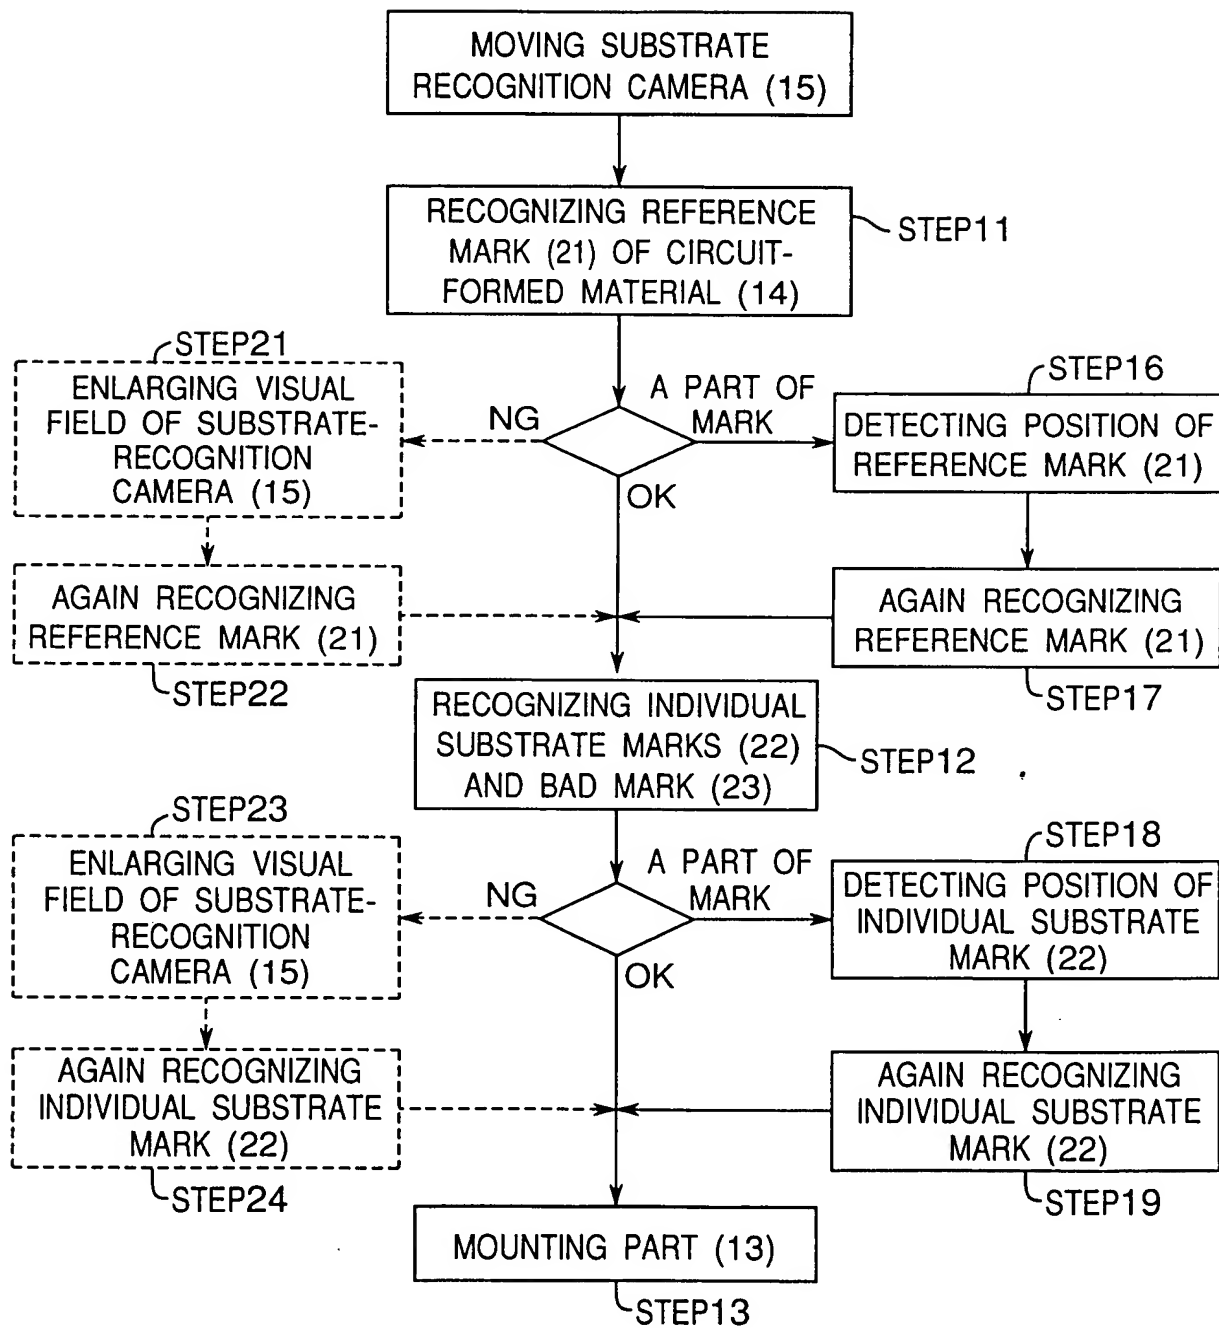 MOVING SUBSTRATE
RECOGNITION CAMERA (15)
RECOGNIZING REFERENCE
MARK (21) OF CIRCUIT-
FORMED MATERIAL (14)
STEP11
STEP21
ENLARGING VISUAL
FIELD OF SUBSTRATE-
RECOGNITION
CAMERA (15)
NG
A PART OF
MARK
OK
STEP16
DETECTING POSITION OF
REFERENCE MARK (21)
AGAIN RECOGNIZING
REFERENCE MARK (21)
STEP22
AGAIN RECOGNIZING
REFERENCE MARK (21)
STEP17
RECOGNIZING INDIVIDUAL
SUBSTRATE MARKS (22)
AND BAD MARK (23)
STEP12
STEP23
ENLARGING VISUAL
FIELD OF SUBSTRATE-
RECOGNITION
CAMERA (15)
NG
A PART OF
MARK
OK
STEP18
DETECTING POSITION OF
INDIVIDUAL SUBSTRATE
MARK (22)
AGAIN RECOGNIZING
INDIVIDUAL SUBSTRATE
MARK (22)
STEP24
AGAIN RECOGNIZING
INDIVIDUAL SUBSTRATE
MARK (22)
STEP19
MOUNTING PART (13)
STEP13